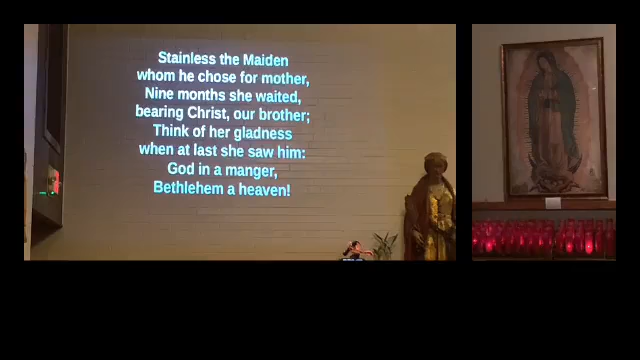 Stainless the Maiden
whom he chose for mother,
Nine months she waited,
bearing Christ, our brother;
Think of her gladness
when at last she saw him:
God in a manger,
Bethlehem a heaven!